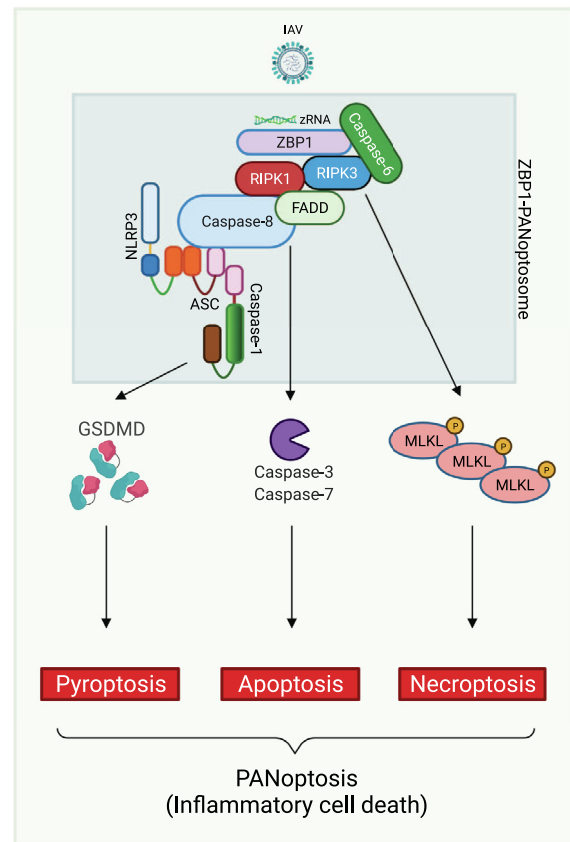 IAV
zRNA
ZBP1
Caspase-6
RIPK1
RIPK3
FADD
Caspase-8
NLRP3
ASC
Caspase-1
ZBP1-PANoptosome
GSDMD
Caspase-3
Caspase-7
P
MLKL
P
MLKL
P
MLKL
Pyroptosis
Apoptosis
Necroptosis
PANoptosis
(Inflammatory cell death)